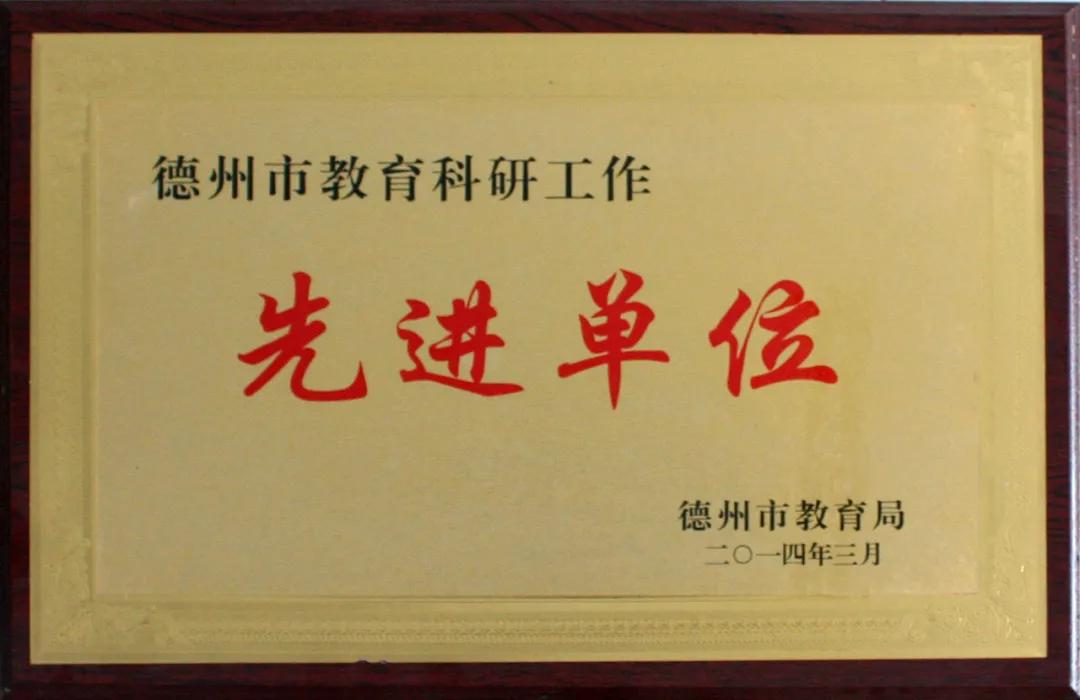 德州市教育科研工作
先进单位
德州市教育局
二〇一四年三月